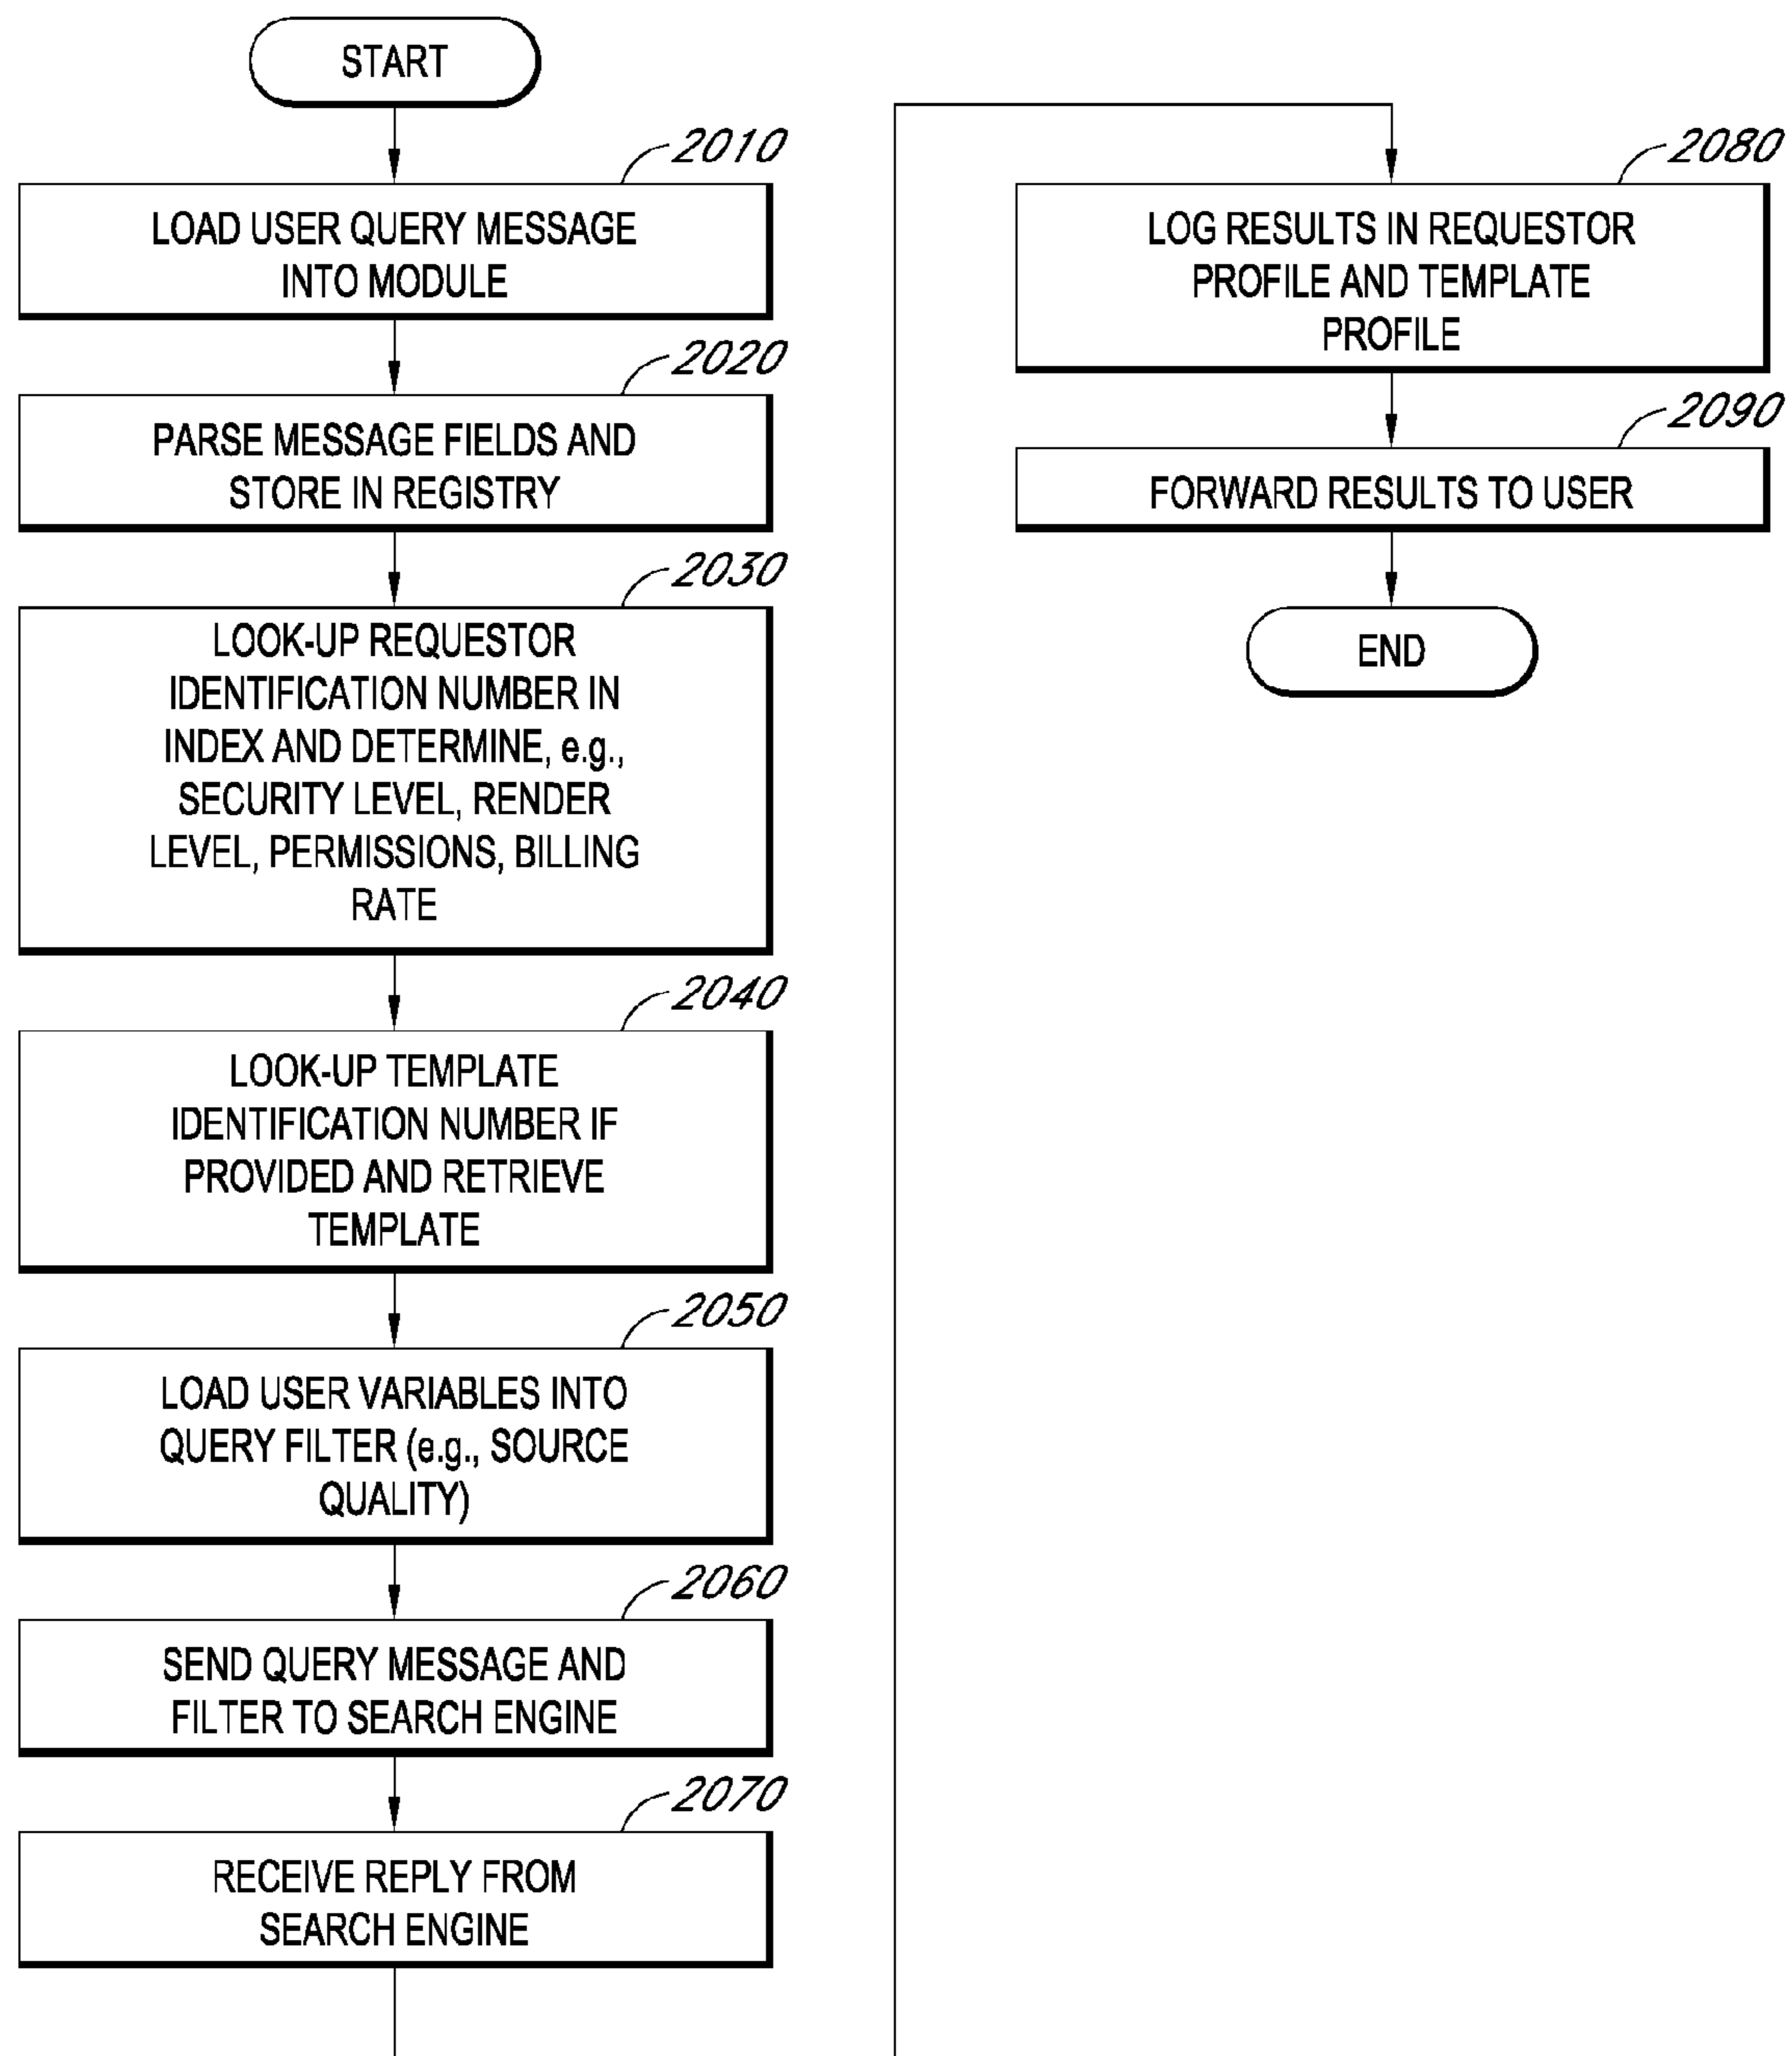 START
2010
LOAD USER QUERY MESSAGE
INTO MODULE
2020
PARSE MESSAGE FIELDS AND
STORE IN REGISTRY
2030
LOOK-UP REQUESTOR
IDENTIFICATION NUMBER IN
INDEX AND DETERMINE, e.g.,
SECURITY LEVEL, RENDER
LEVEL, PERMISSIONS, BILLING
RATE
2040
LOOK-UP TEMPLATE
IDENTIFICATION NUMBER IF
PROVIDED AND RETRIEVE
TEMPLATE
2050
LOAD USER VARIABLES INTO
QUERY FILTER (e.g., SOURCE
QUALITY)
2060
SEND QUERY MESSAGE AND
FILTER TO SEARCH ENGINE
2070
RECEIVE REPLY FROM
SEARCH ENGINE
2080
LOG RESULTS IN REQUESTOR
PROFILE AND TEMPLATE
PROFILE
2090
FORWARD RESULTS TO USER
END